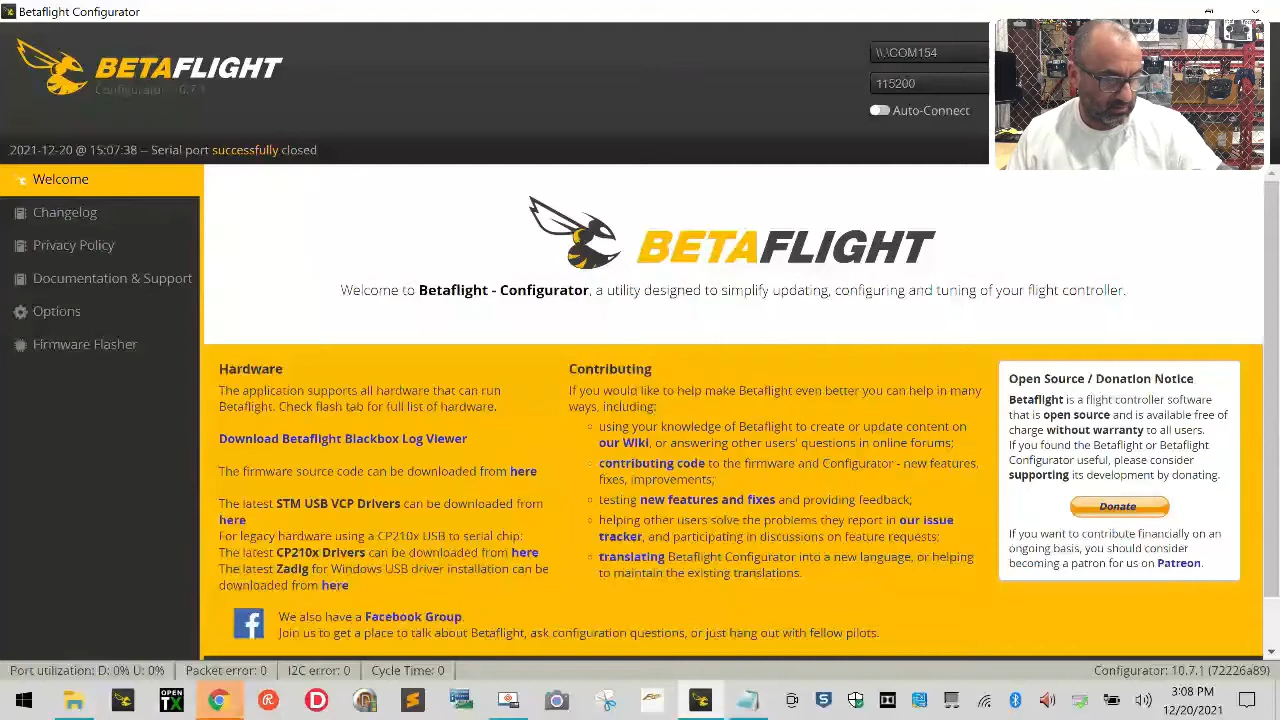 Betaflight Configurator
BETAFLIGHT
Configurator 10.7.1
\\.\COM154
115200
Auto-Connect
2021-12-20 @ 15:07:38 -- Serial port successfully closed
Welcome
Changelog
Privacy Policy
Documentation & Support
Options
Firmware Flasher
BETAFLIGHT
Welcome to Betaflight - Configurator, a utility designed to simplify updating, configuring and tuning of your flight controller.
Hardware
The application supports all hardware that can run
Betaflight. Check flash tab for full list of hardware.
Download Betaflight Blackbox Log Viewer
The firmware source code can be downloaded from here
The latest STM USB VCP Drivers can be downloaded from
here
For legacy hardware using a CP210x USB to serial chip:
The latest CP210x Drivers can be downloaded from here
The latest Zadig for Windows USB driver installation can be
downloaded from here
Contributing
If you would like to help make Betaflight even better you can help in many
ways, including:
using your knowledge of Betaflight to create or update content on
our Wiki, or answering other users' questions in online forums;
contributing code to the firmware and Configurator - new features,
fixes, improvements;
testing new features and fixes and providing feedback;
helping other users solve the problems they report in our issue
tracker, and participating in discussions on feature requests;
translating Betaflight Configurator into a new language, or helping
to maintain the existing translations.
Open Source / Donation Notice
Betaflight is a flight controller software
that is open source and is available free of
charge without warranty to all users.
If you found the Betaflight or Betaflight
Configurator useful, please consider
supporting its development by donating.
Donate
If you want to contribute financially on an
ongoing basis, you should consider
becoming a patron for us on Patreon.
We also have a Facebook Group.
Join us to get a place to talk about Betaflight, ask configuration questions, or just hang out with fellow pilots.
Port utilization: D: 0% U: 0%
Packet error: 0
I2C error: 0
Cycle Time: 0
Configurator: 10.7.1 (72226a89)
OPEN
TX
3:08 PM
12/20/2021